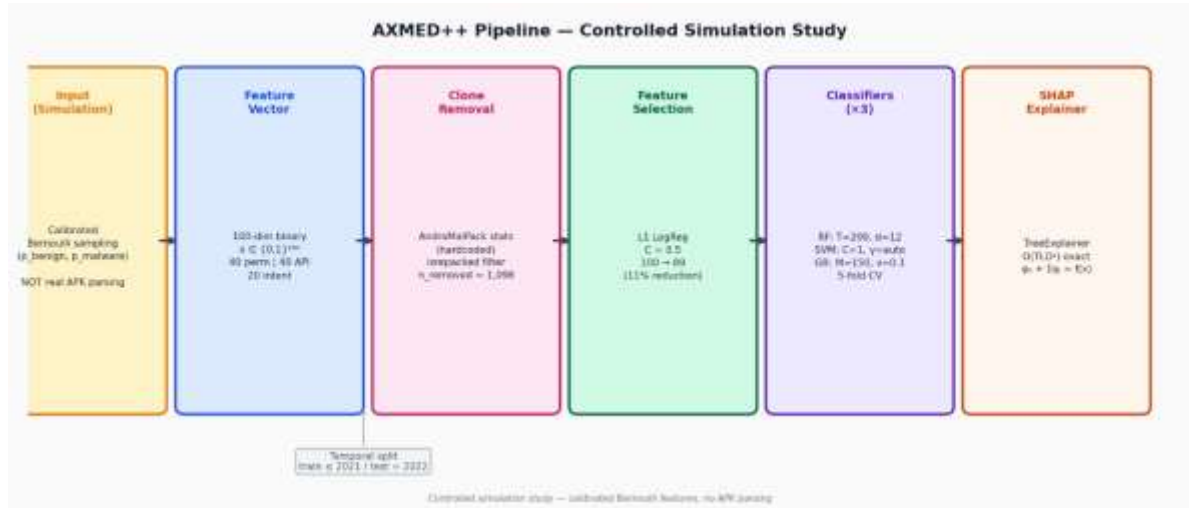 AXMED++ Pipeline — Controlled Simulation Study
Input
(Simulation)
Calibrated
Bernoulli sampling
(p_benign, p_malware)
NOT real APK parsing
Feature
Vector
100-dim binary
x ∈ {0,1}¹⁰⁰
40 perm | 40 API
20 intent
Clone
Removal
AndroMalPack stats
(hardcoded)
isrepacked filter
n_removed = 1,098
Feature
Selection
L1 LogReg
C = 0.5
100 → 89
(11% reduction)
Classifiers
(×3)
RF: T=200, d=12
SVM: C=1, γ=auto
GB: M=150, ν=0.1
5-fold CV
SHAP
Explainer
TreeExplainer
O(TLD²) exact
φ₀ + Σφᵢ = f(x)
Temporal split
train ≤ 2021 / test = 2022
Controlled simulation study — calibrated Bernoulli features, no APK parsing